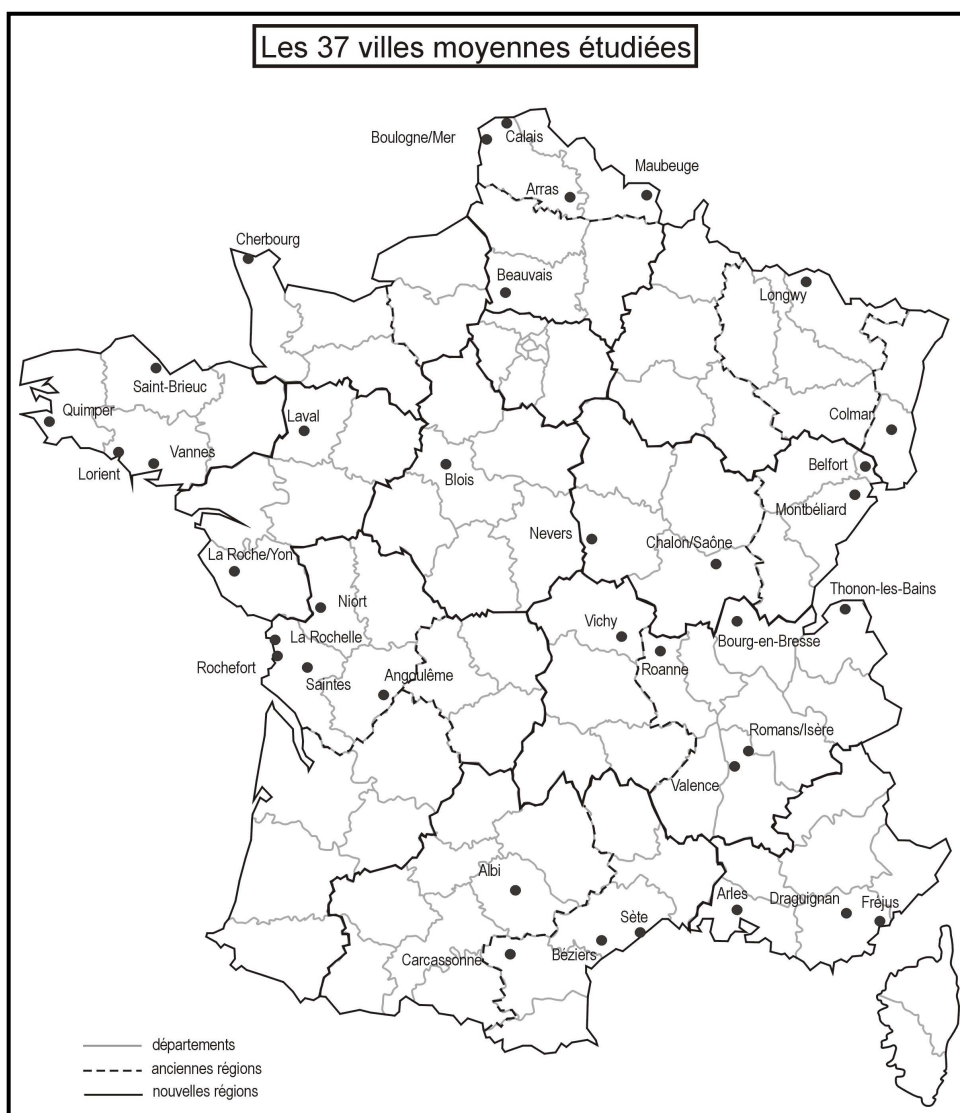 Les 37 villes moyennes étudiées
Boulogne/Mer
Calais
Maubeuge
Arras
Cherbourg
Beauvais
Longwy
Saint-Brieuc
Quimper
Laval
Colmar
Vannes
Lorient
Blois
Belfort
Montbéliard
Nevers
Chalon/Saône
La Roche/Yon
Thonon-les-Bains
Niort
Vichy
La Rochelle
Bourg-en-Bresse
Rochefort
Roanne
Saintes
Angoulême
Romans/Isère
Valence
Albi
Arles
Draguignan
Fréjus
Sète
Carcassonne
Béziers
départements
anciennes régions
nouvelles régions